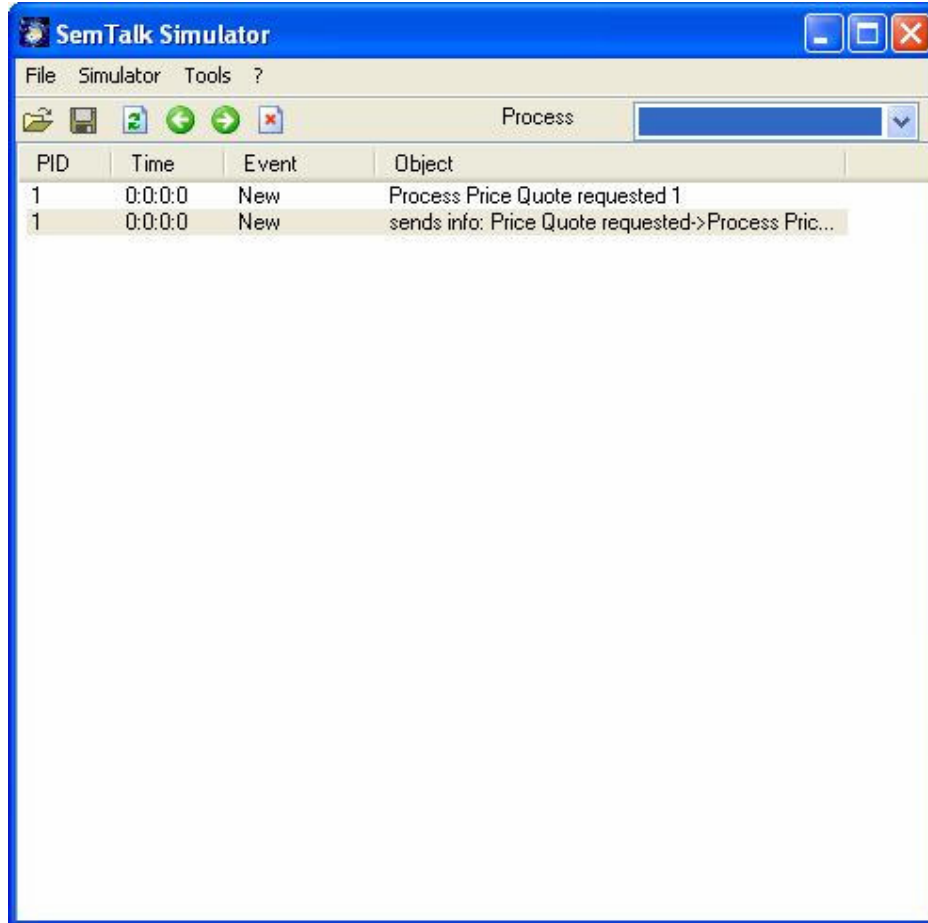 SemTalk Simulator
File Simulator Tools ?
Process
PID Time Event Object
1 0:0:0:0 New Process Price Quote requested 1
1 0:0:0:0 New sends info: Price Quote requested->Process Pric...